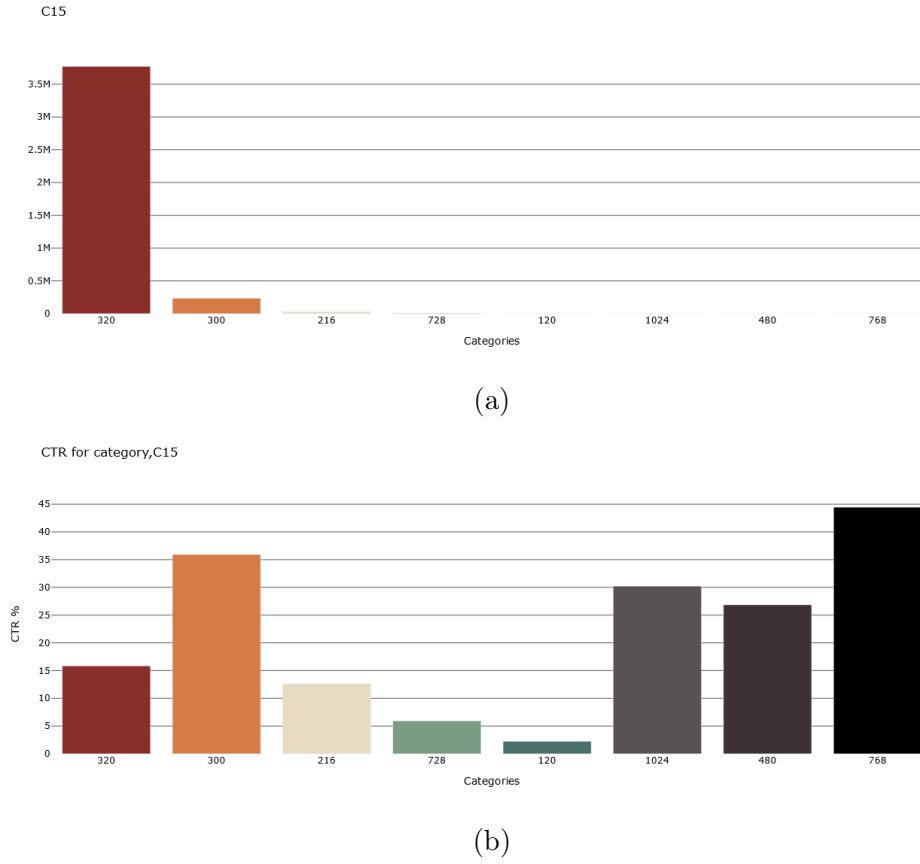 C15
3.5M
3M
2.5M
2M
1.5M
1M
0.5M
0
320 300 216 728 120 1024 480 768
Categories
(a)
CTR for category,C15
45
40
35
30
25
20
15
10
5
0
CTR %
320 300 216 728 120 1024 480 768
Categories
(b)